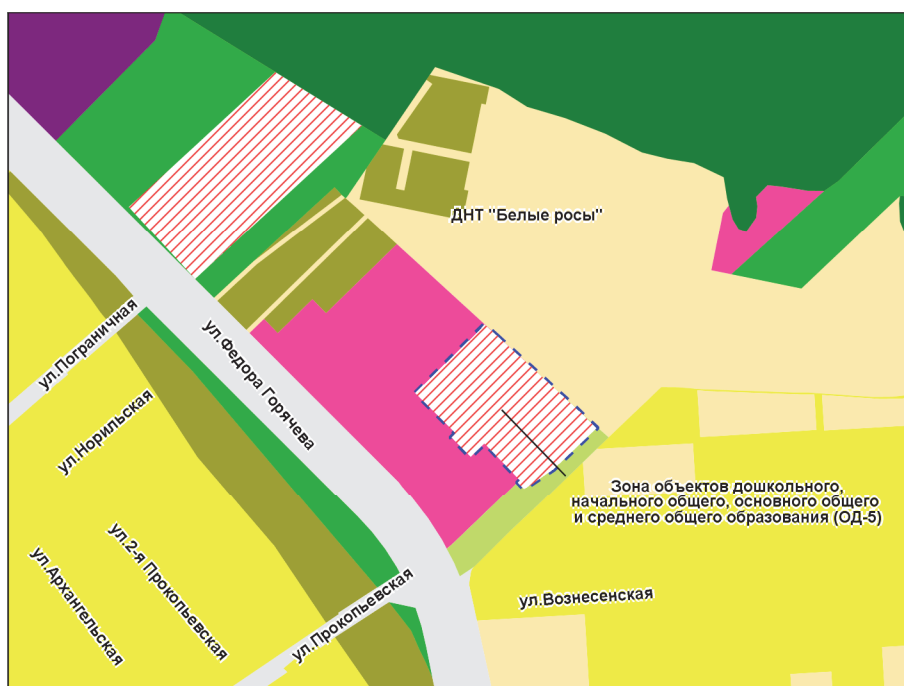 ДНТ "Белые росы"
ул.Пограничная
ул.Федора Горячева
ул.Норильская
Зона объектов дошкольного,
начального общего, основного общего
и среднего общего образования (ОД-5)
ул.2-я Прокопьевская
ул.Архангельская
ул.Прокопьевская
ул.Вознесенская